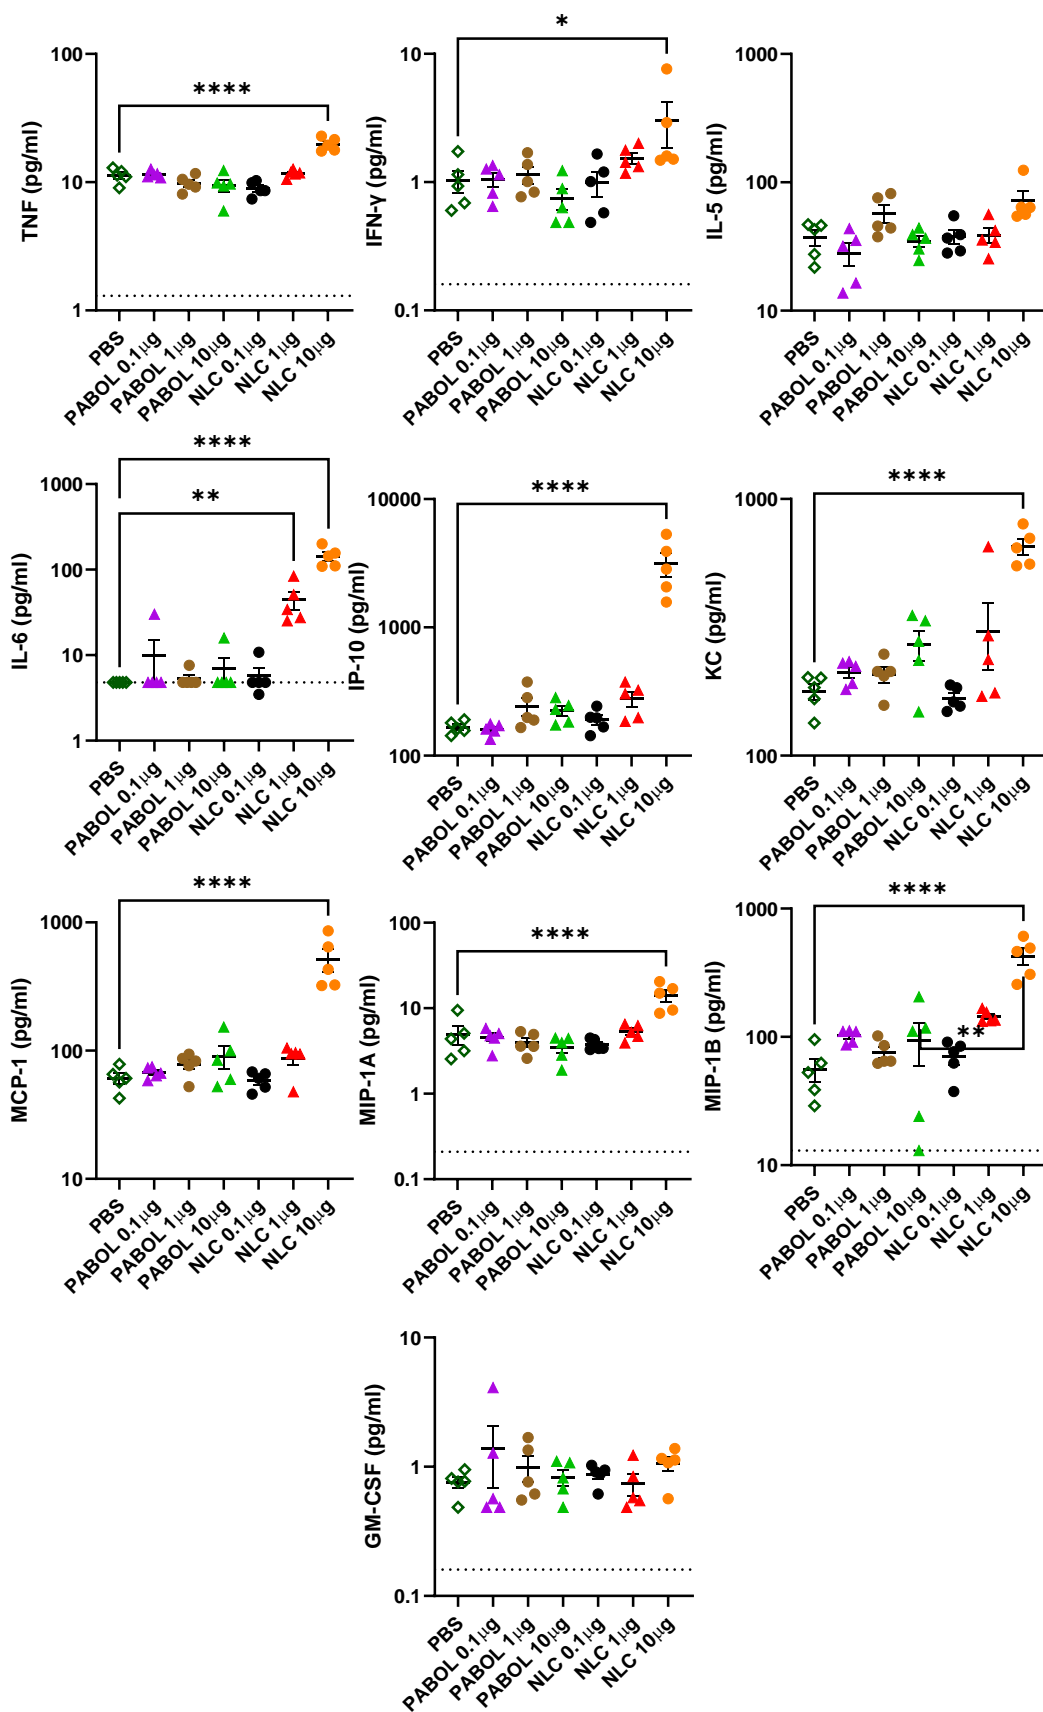 TNF (pg/ml)
100
10
1
****
PBS
PABOL 0.1μg
PABOL 1μg
PABOL 10μg
NLC 0.1μg
NLC 1μg
NLC 10μg
IFN-γ (pg/ml)
10
1
0.1
*
PBS
PABOL 0.1μg
PABOL 1μg
PABOL 10μg
NLC 0.1μg
NLC 1μg
NLC 10μg
IL-5 (pg/ml)
1000
100
10
PBS
PABOL 0.1μg
PABOL 1μg
PABOL 10μg
NLC 0.1μg
NLC 1μg
NLC 10μg
IL-6 (pg/ml)
1000
100
10
1
****
**
PBS
PABOL 0.1μg
PABOL 1μg
PABOL 10μg
NLC 0.1μg
NLC 1μg
NLC 10μg
IP-10 (pg/ml)
10000
1000
100
****
PBS
PABOL 0.1μg
PABOL 1μg
PABOL 10μg
NLC 0.1μg
NLC 1μg
NLC 10μg
KC (pg/ml)
1000
100
****
PBS
PABOL 0.1μg
PABOL 1μg
PABOL 10μg
NLC 0.1μg
NLC 1μg
NLC 10μg
MCP-1 (pg/ml)
1000
100
10
****
PBS
PABOL 0.1μg
PABOL 1μg
PABOL 10μg
NLC 0.1μg
NLC 1μg
NLC 10μg
MIP-1A (pg/ml)
100
10
1
0.1
****
PBS
PABOL 0.1μg
PABOL 1μg
PABOL 10μg
NLC 0.1μg
NLC 1μg
NLC 10μg
MIP-1B (pg/ml)
1000
100
10
****
**
PBS
PABOL 0.1μg
PABOL 1μg
PABOL 10μg
NLC 0.1μg
NLC 1μg
NLC 10μg
GM-CSF (pg/ml)
10
1
0.1
PBS
PABOL 0.1μg
PABOL 1μg
PABOL 10μg
NLC 0.1μg
NLC 1μg
NLC 10μg